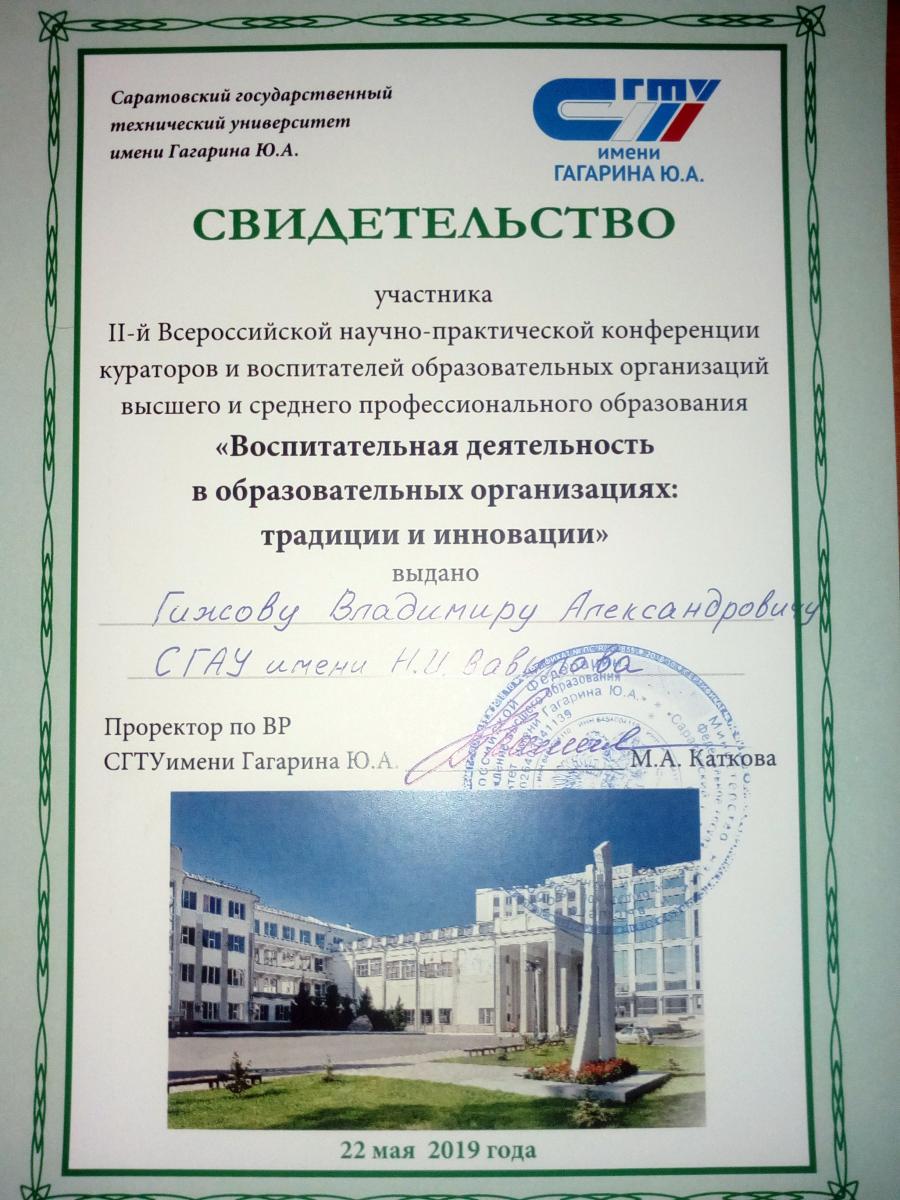 Саратовский государственный
технический университет
имени Гагарина Ю.А.
СГТУ
имени
ГАГАРИНА Ю.А.
СВИДЕТЕЛЬСТВО
участника
II-й Всероссийской научно-практической конференции
кураторов и воспитателей образовательных организаций
высшего и среднего профессионального образования
«Воспитательная деятельность
в образовательных организациях:
традиции и инновации»
выдано
Гижову Владимиру Александровичу
СГАУ имени Н.И. Вавилова
Проректор по ВР
СГТУимени Гагарина Ю.А.
М.А. Каткова
22 мая 2019 года